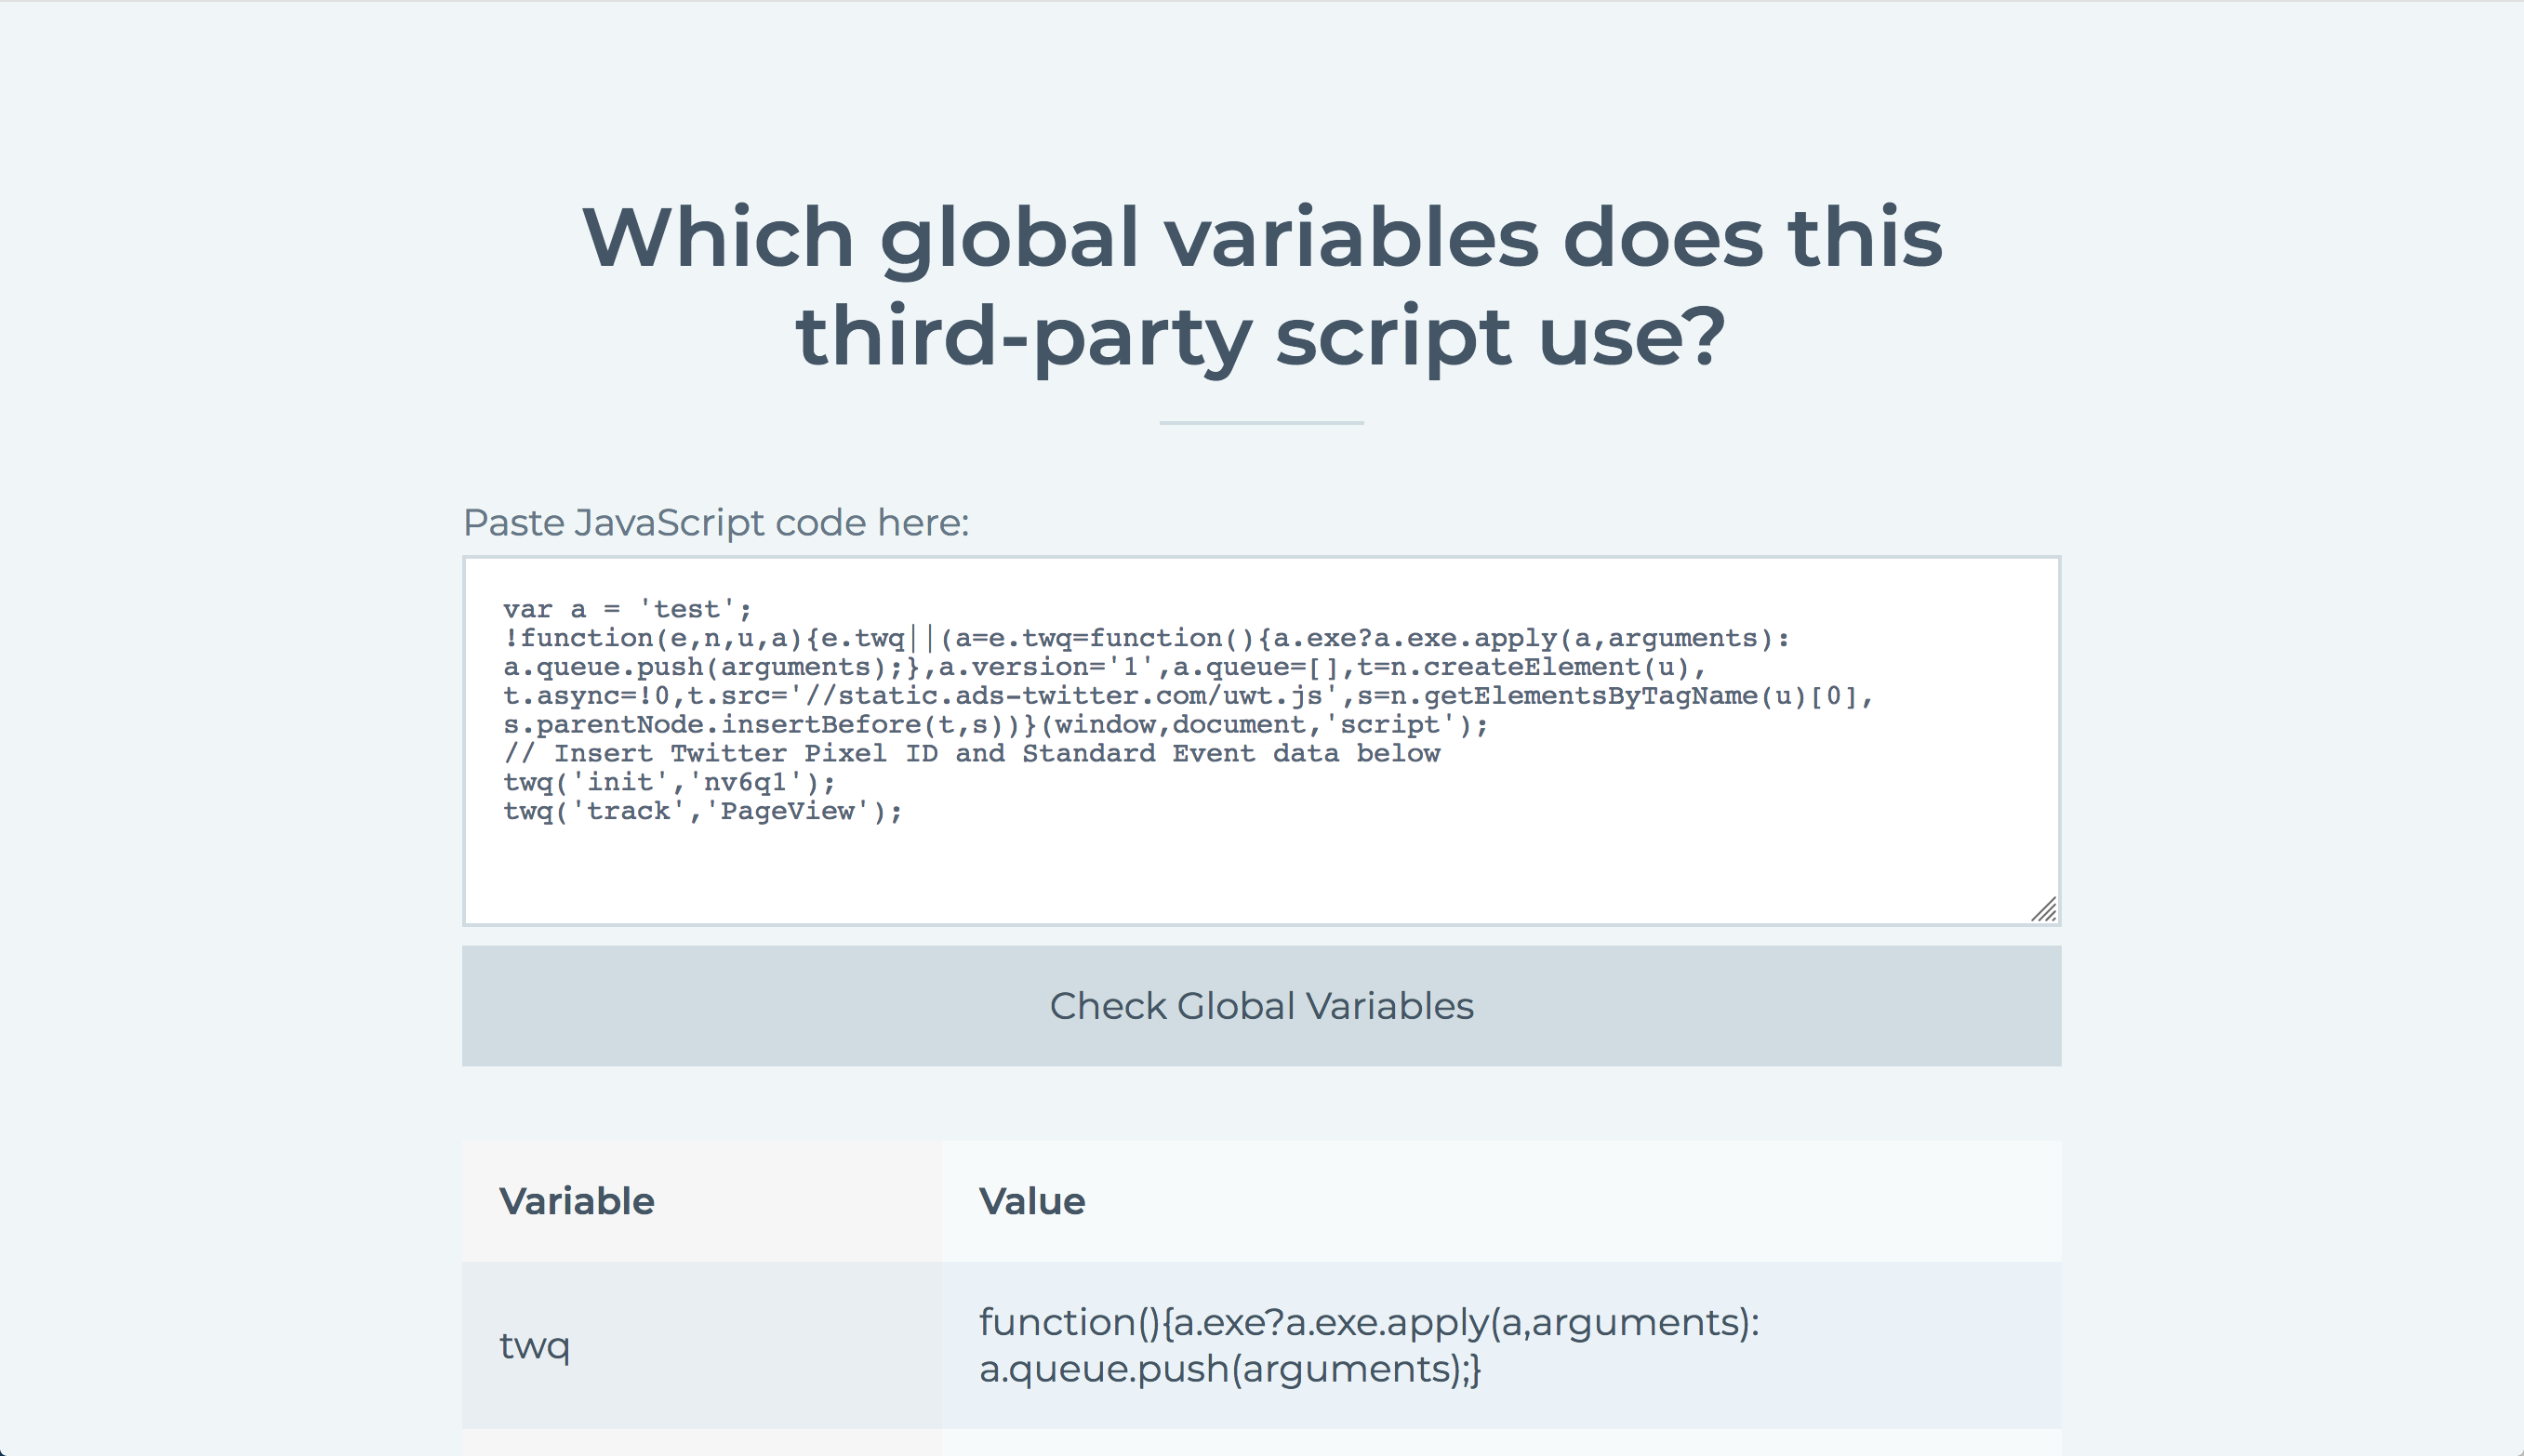 Which global variables does this
third-party script use?
Paste JavaScript code here:
var a = 'test';
!function(e,n,u,a){e.twq||(a=e.twq=function(){a.exe?a.exe.apply(a,arguments):
a.queue.push(arguments);},a.version='1',a.queue=[],t=n.createElement(u),
t.async=!0,t.src='//static.ads-twitter.com/uwt.js',s=n.getElementsByTagName(u)[0],
s.parentNode.insertBefore(t,s))}(window,document,'script');
// Insert Twitter Pixel ID and Standard Event data below
twq('init','nv6q1');
twq('track','PageView');
Check Global Variables
Variable Value
twq function(){a.exe?a.exe.apply(a,arguments):
a.queue.push(arguments);}